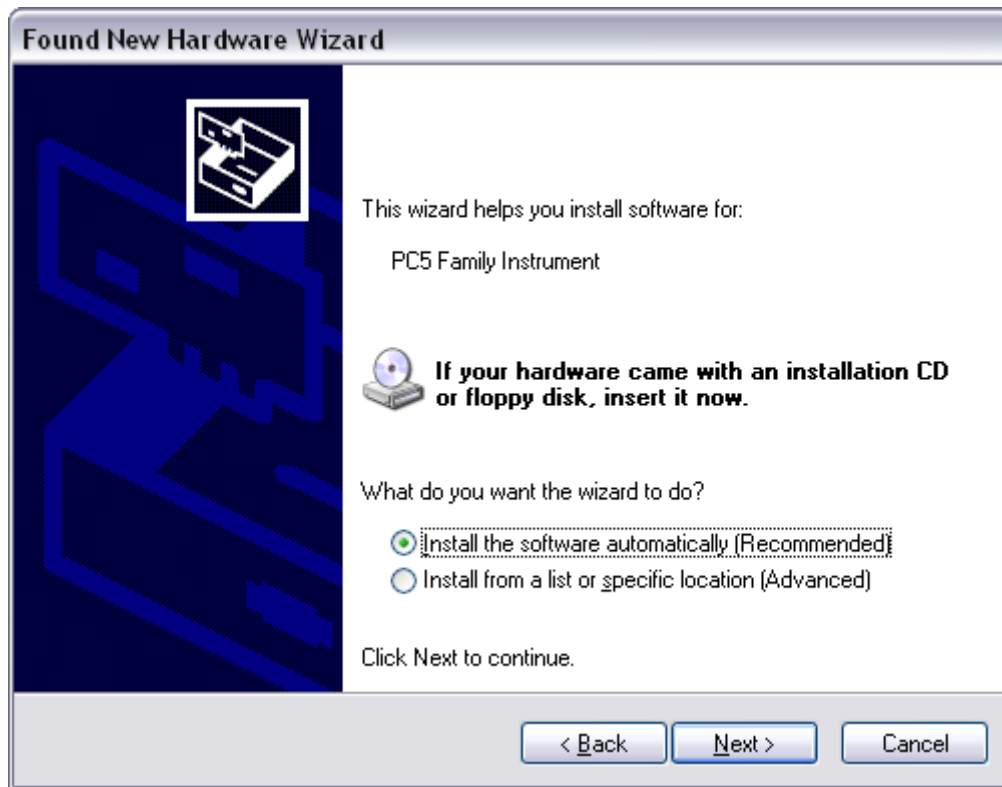 Found New Hardware Wizard
This wizard helps you install software for:
PC5 Family Instrument
If your hardware came with an installation CD
or floppy disk, insert it now.
What do you want the wizard to do?
Install the software automatically (Recommended)
Install from a list or specific location (Advanced)
Click Next to continue.
< Back
Next >
Cancel